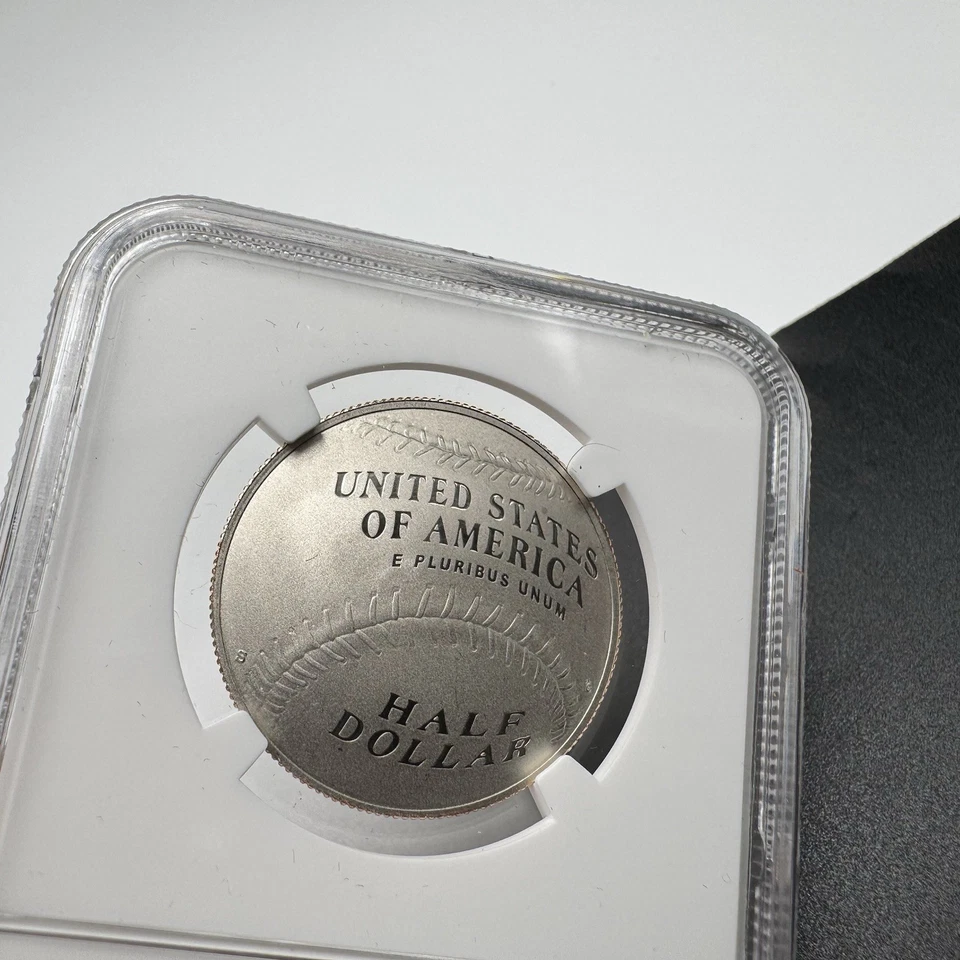 UNITED STATES
OF AMERICA
E PLURIBUS UNUM
S
HALF
DOLLAR